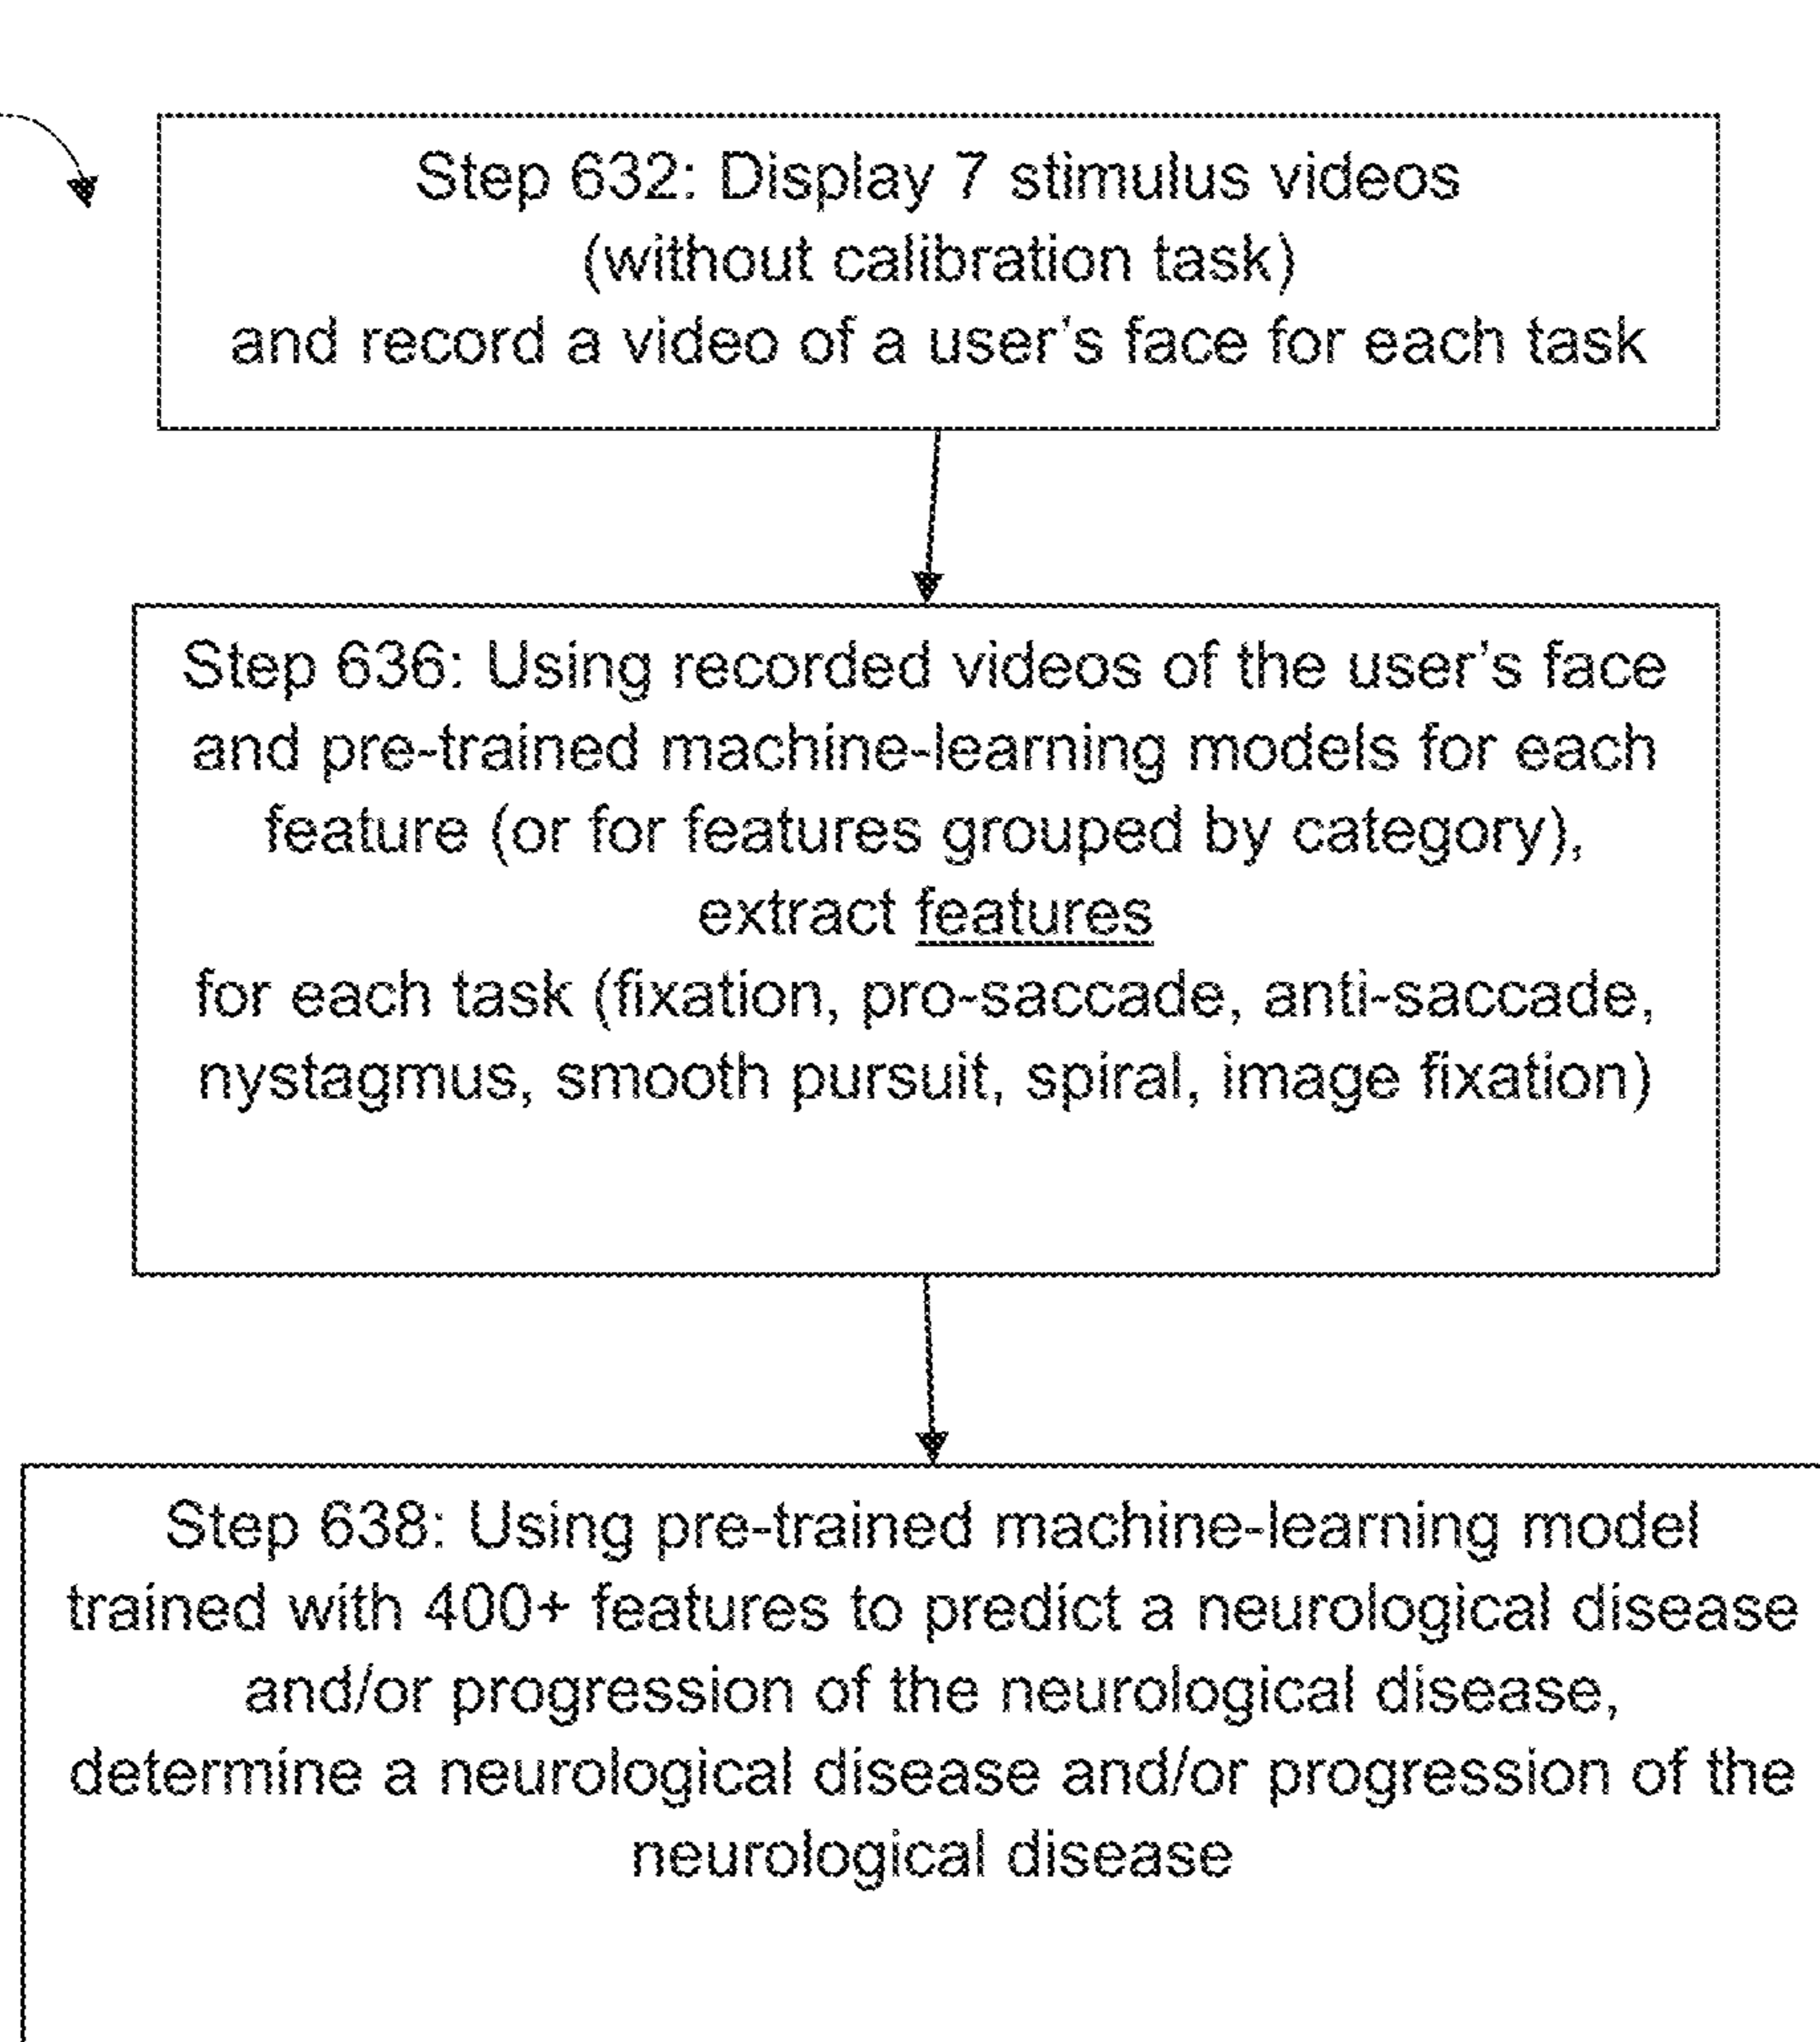 Step 632: Display 7 stimulus videos
(without calibration task)
and record a video of a user's face for each task
Step 636: Using recorded videos of the user's face
and pre-trained machine-learning models for each
feature (or for features grouped by category),
extract features
for each task (fixation, pro-saccade, anti-saccade,
nystagmus, smooth pursuit, spiral, image fixation)
Step 638: Using pre-trained machine-learning model
trained with 400+ features to predict a neurological disease
and/or progression of the neurological disease,
determine a neurological disease and/or progression of the
neurological disease